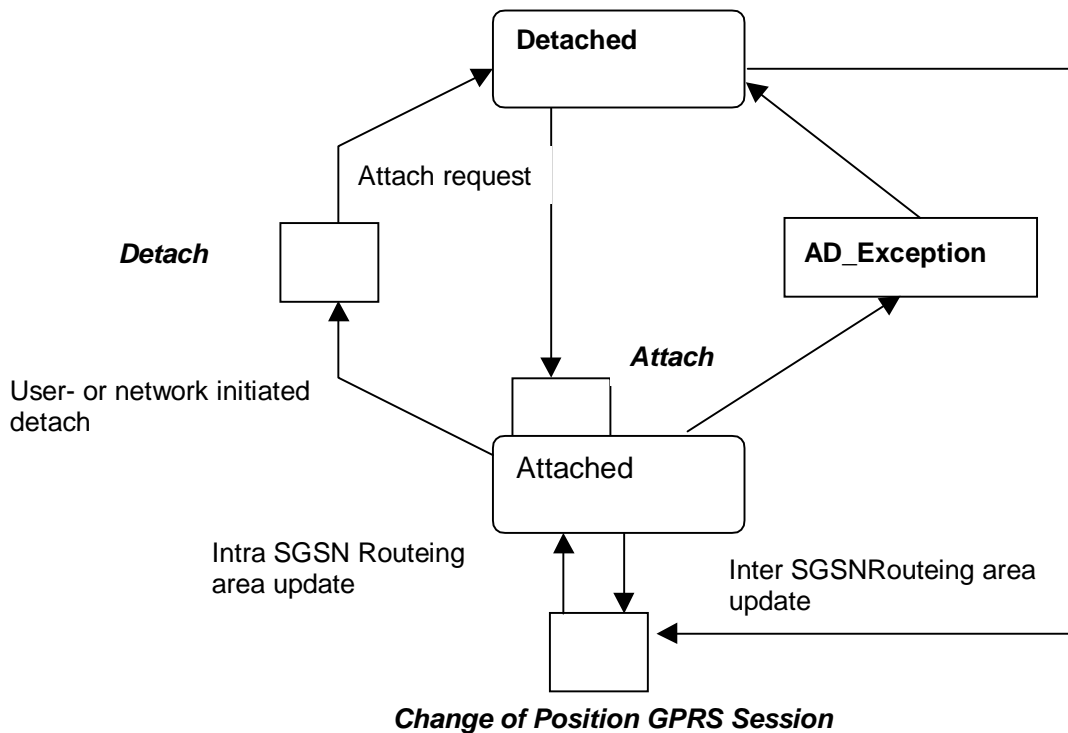 Detached
Attach request
Detach
AD_Exception
Attach
User- or network initiated
detach
Attached
Intra SGSN Routeing
area update
Inter SGSNRouteing area
update
Change of Position GPRS Session